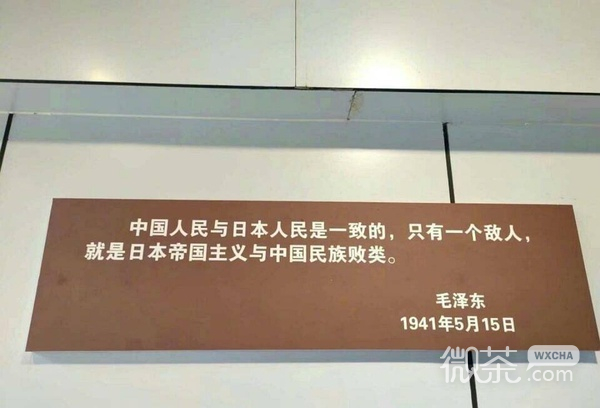 中国人民与日本人民是一致的，只有一个敌人，
就是日本帝国主义与中国民族败类。
毛泽东
1941年5月15日
微茶 WXCHA
.com